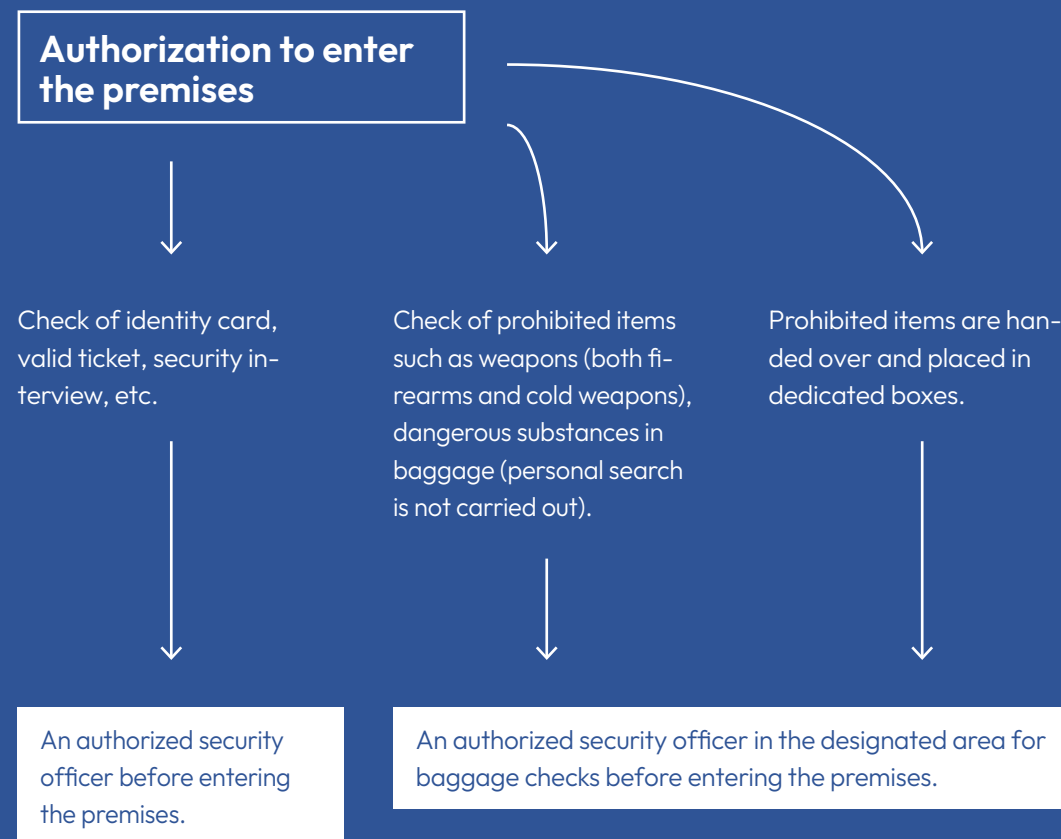 Authorization to enter
the premises
Check of identity card,
valid ticket, security in-
terview, etc.
Check of prohibited items
such as weapons (both fi-
rearms and cold weapons),
dangerous substances in
baggage (personal search
is not carried out).
Prohibited items are han-
ded over and placed in
dedicated boxes.
An authorized security
officer before entering
the premises.
An authorized security officer in the designated area for
baggage checks before entering the premises.